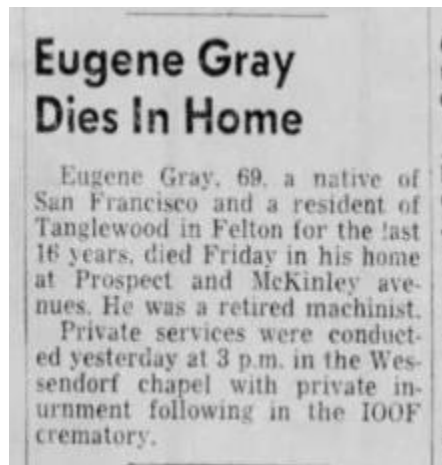 Eugene Gray
Dies In Home
Eugene Gray, 69, a native of
San Francisco and a resident of
Tanglewood in Felton for the last
16 years, died Friday in his home
at Prospect and McKinley ave-
nues. He was a retired machinist.
Private services were conduct-
ed yesterday at 3 p.m. in the Wes-
sendorf chapel with private in-
urnment following in the IOOF
crematory.